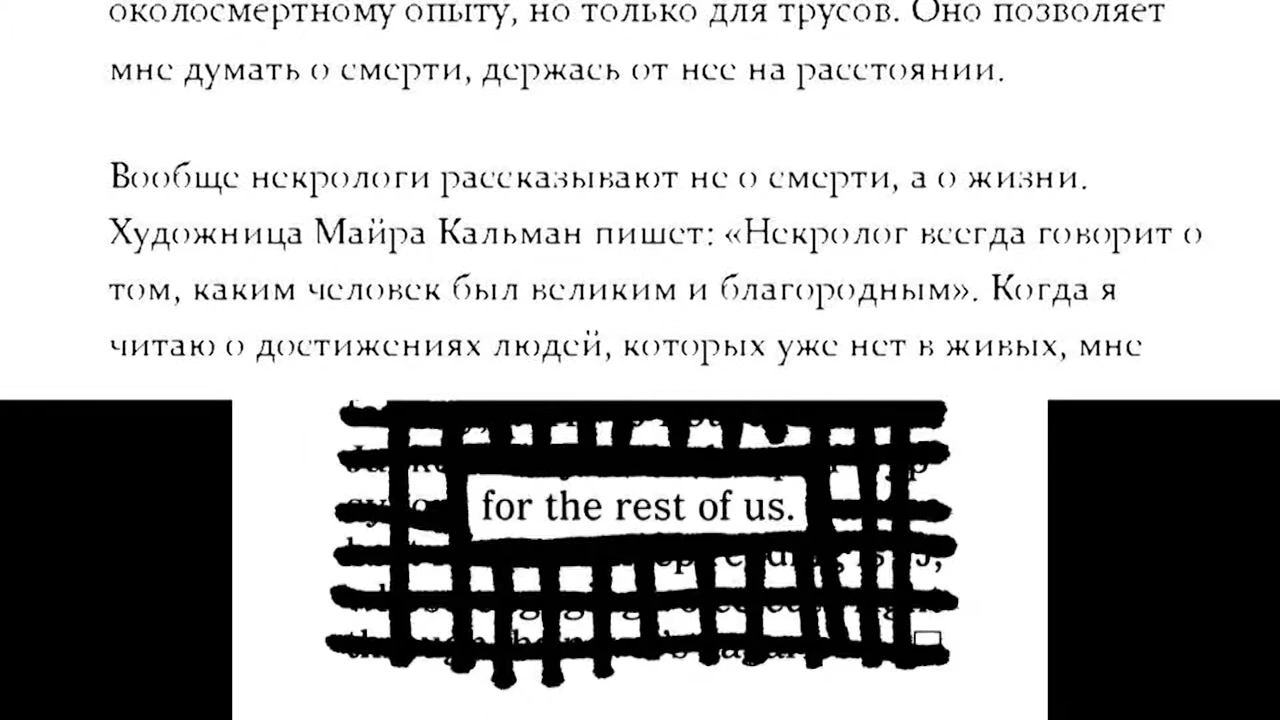 околосмертному опыту, но только для трусов. Оно позволяет
мне думать о смерти, держась от нее на расстоянии.
Вообще некрологи рассказывают не о смерти, а о жизни.
Художница Майра Кальман пишет: «Некролог всегда говорит о
том, каким человек был великим и благородным». Когда я
читаю о достижениях людей, которых уже нет в живых, мне
for the rest of us.